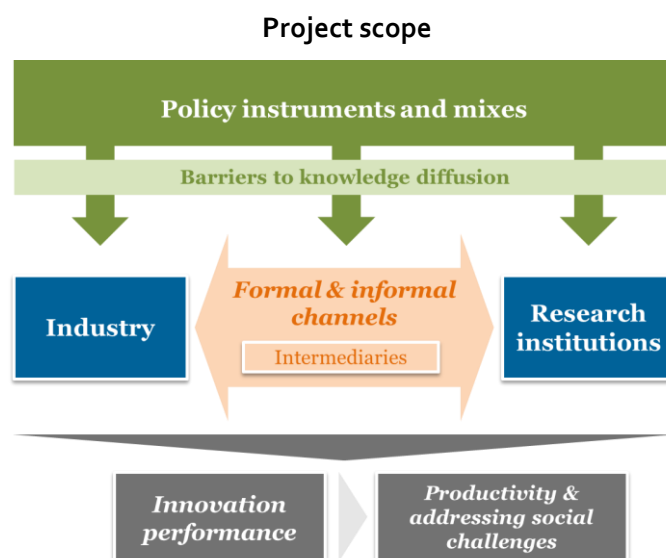 Project scope
Policy instruments and mixes
Barriers to knowledge diffusion
Industry
Formal & informal
channels
Intermediaries
Research
institutions
Innovation
performance
Productivity &
addressing social
challenges